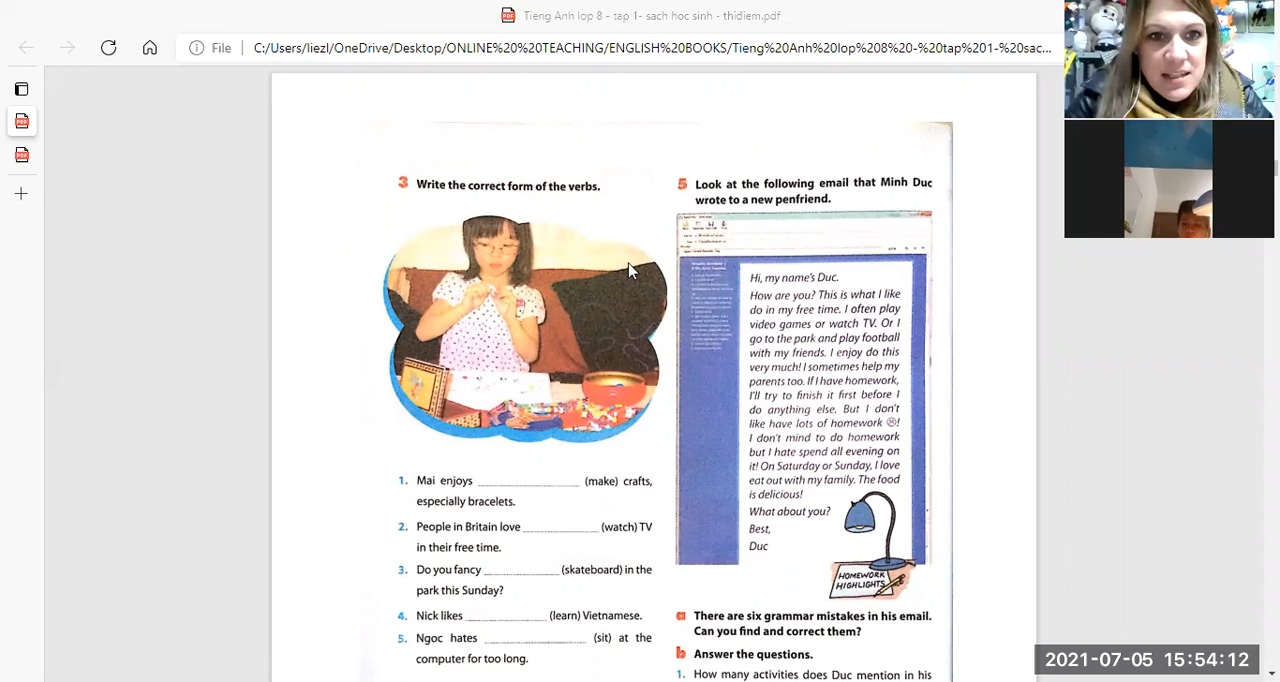 Tieng Anh lop 8 - tap 1- sach hoc sinh - thidiem.pdf
File
C:/Users/liezl/OneDrive/Desktop/ONLINE%20%20TEACHING/ENGLISH%20BOOKS/Tieng%20Anh%20lop%208%20-%20tap%201-%20sac...
3 Write the correct form of the verbs.
1. Mai enjoys ______ (make) crafts,
especially bracelets.
2. People in Britain love ______ (watch) TV
in their free time.
3. Do you fancy ______ (skateboard) in the
park this Sunday?
4. Nick likes ______ (learn) Vietnamese.
5. Ngoc hates ______ (sit) at the
computer for too long.
5 Look at the following email that Minh Duc
wrote to a new penfriend.
Hi, my name's Duc.
How are you? This is what I like
do in my free time. I often play
video games or watch TV. Or I
go to the park and play football
with my friends. I enjoy do this
very much! I sometimes help my
parents too. If I have homework,
I'll try to finish it first before I
do anything else. But I don't
like have lots of homework ☹!
I don't mind to do homework
but I hate spend all evening on
it! On Saturday or Sunday, I love
eat out with my family. The food
is delicious!
What about you?
Best,
Duc
HOMEWORK
HIGHLIGHTS
a There are six grammar mistakes in his email.
Can you find and correct them?
b Answer the questions.
1. How many activities does Duc mention in his
2021-07-05 15:54:12